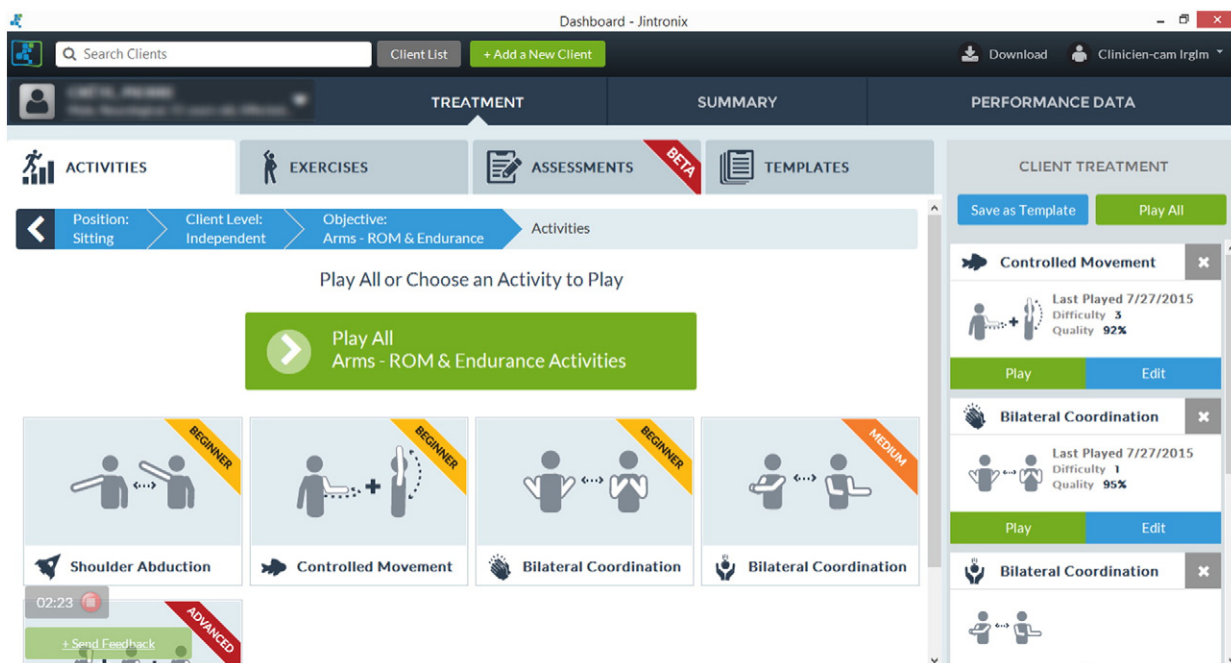 Dashboard - Jintronix
Search Clients
Client List
+ Add a New Client
Download
Clinicien-cam lrglm
TREATMENT
SUMMARY
PERFORMANCE DATA
ACTIVITIES
EXERCISES
ASSESSMENTS
BETA
TEMPLATES
Position:
Sitting
Client Level:
Independent
Objective:
Arms - ROM & Endurance
Activities
Play All or Choose an Activity to Play
Play All
Arms - ROM & Endurance Activities
BEGINNER
Shoulder Abduction
BEGINNER
Controlled Movement
BEGINNER
Bilateral Coordination
MEDIUM
Bilateral Coordination
02:23
ADVANCED
+ Send Feedback
CLIENT TREATMENT
Save as Template
Play All
Controlled Movement
Last Played 7/27/2015
Difficulty 3
Quality 92%
Play
Edit
Bilateral Coordination
Last Played 7/27/2015
Difficulty 1
Quality 95%
Play
Edit
Bilateral Coordination